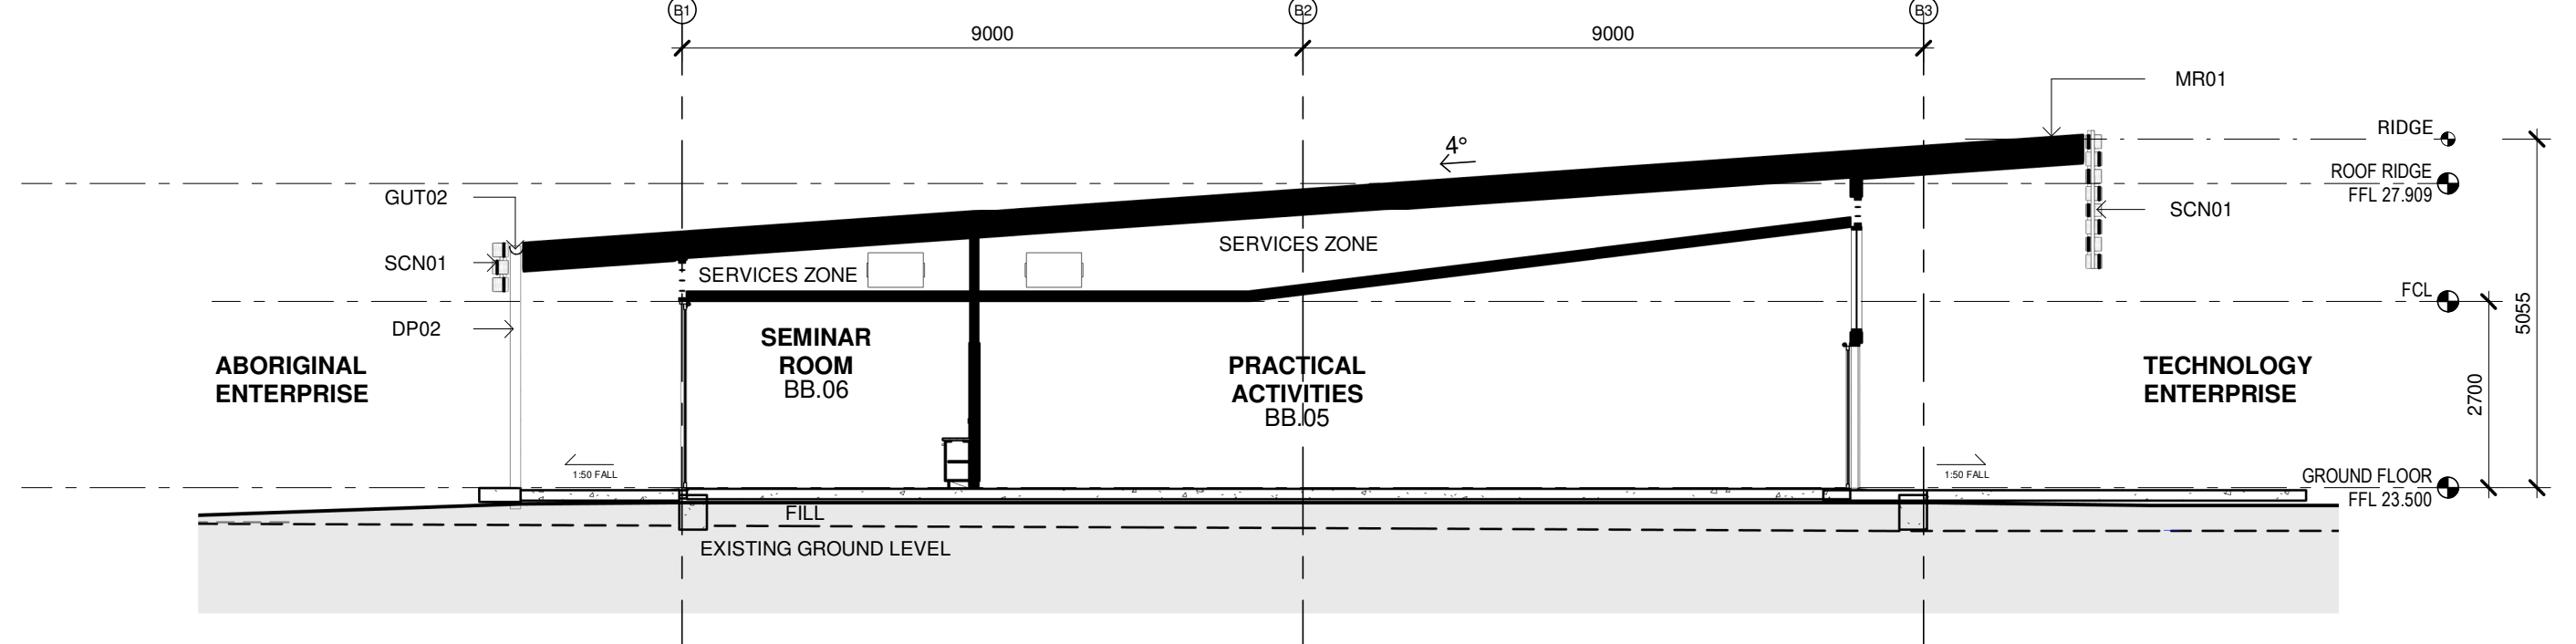 B1
B2
B3
9000
9000
MR01
4°
RIDGE
ROOF RIDGE
FFL 27.909
GUT02
SCN01
SERVICES ZONE
SCN01
SERVICES ZONE
FCL
5055
DP02
SEMINAR
ROOM
BB.06
ABORIGINAL
ENTERPRISE
PRACTICAL
ACTIVITIES
BB.05
TECHNOLOGY
ENTERPRISE
2700
1:50 FALL
1:50 FALL
GROUND FLOOR
FFL 23.500
FILL
EXISTING GROUND LEVEL